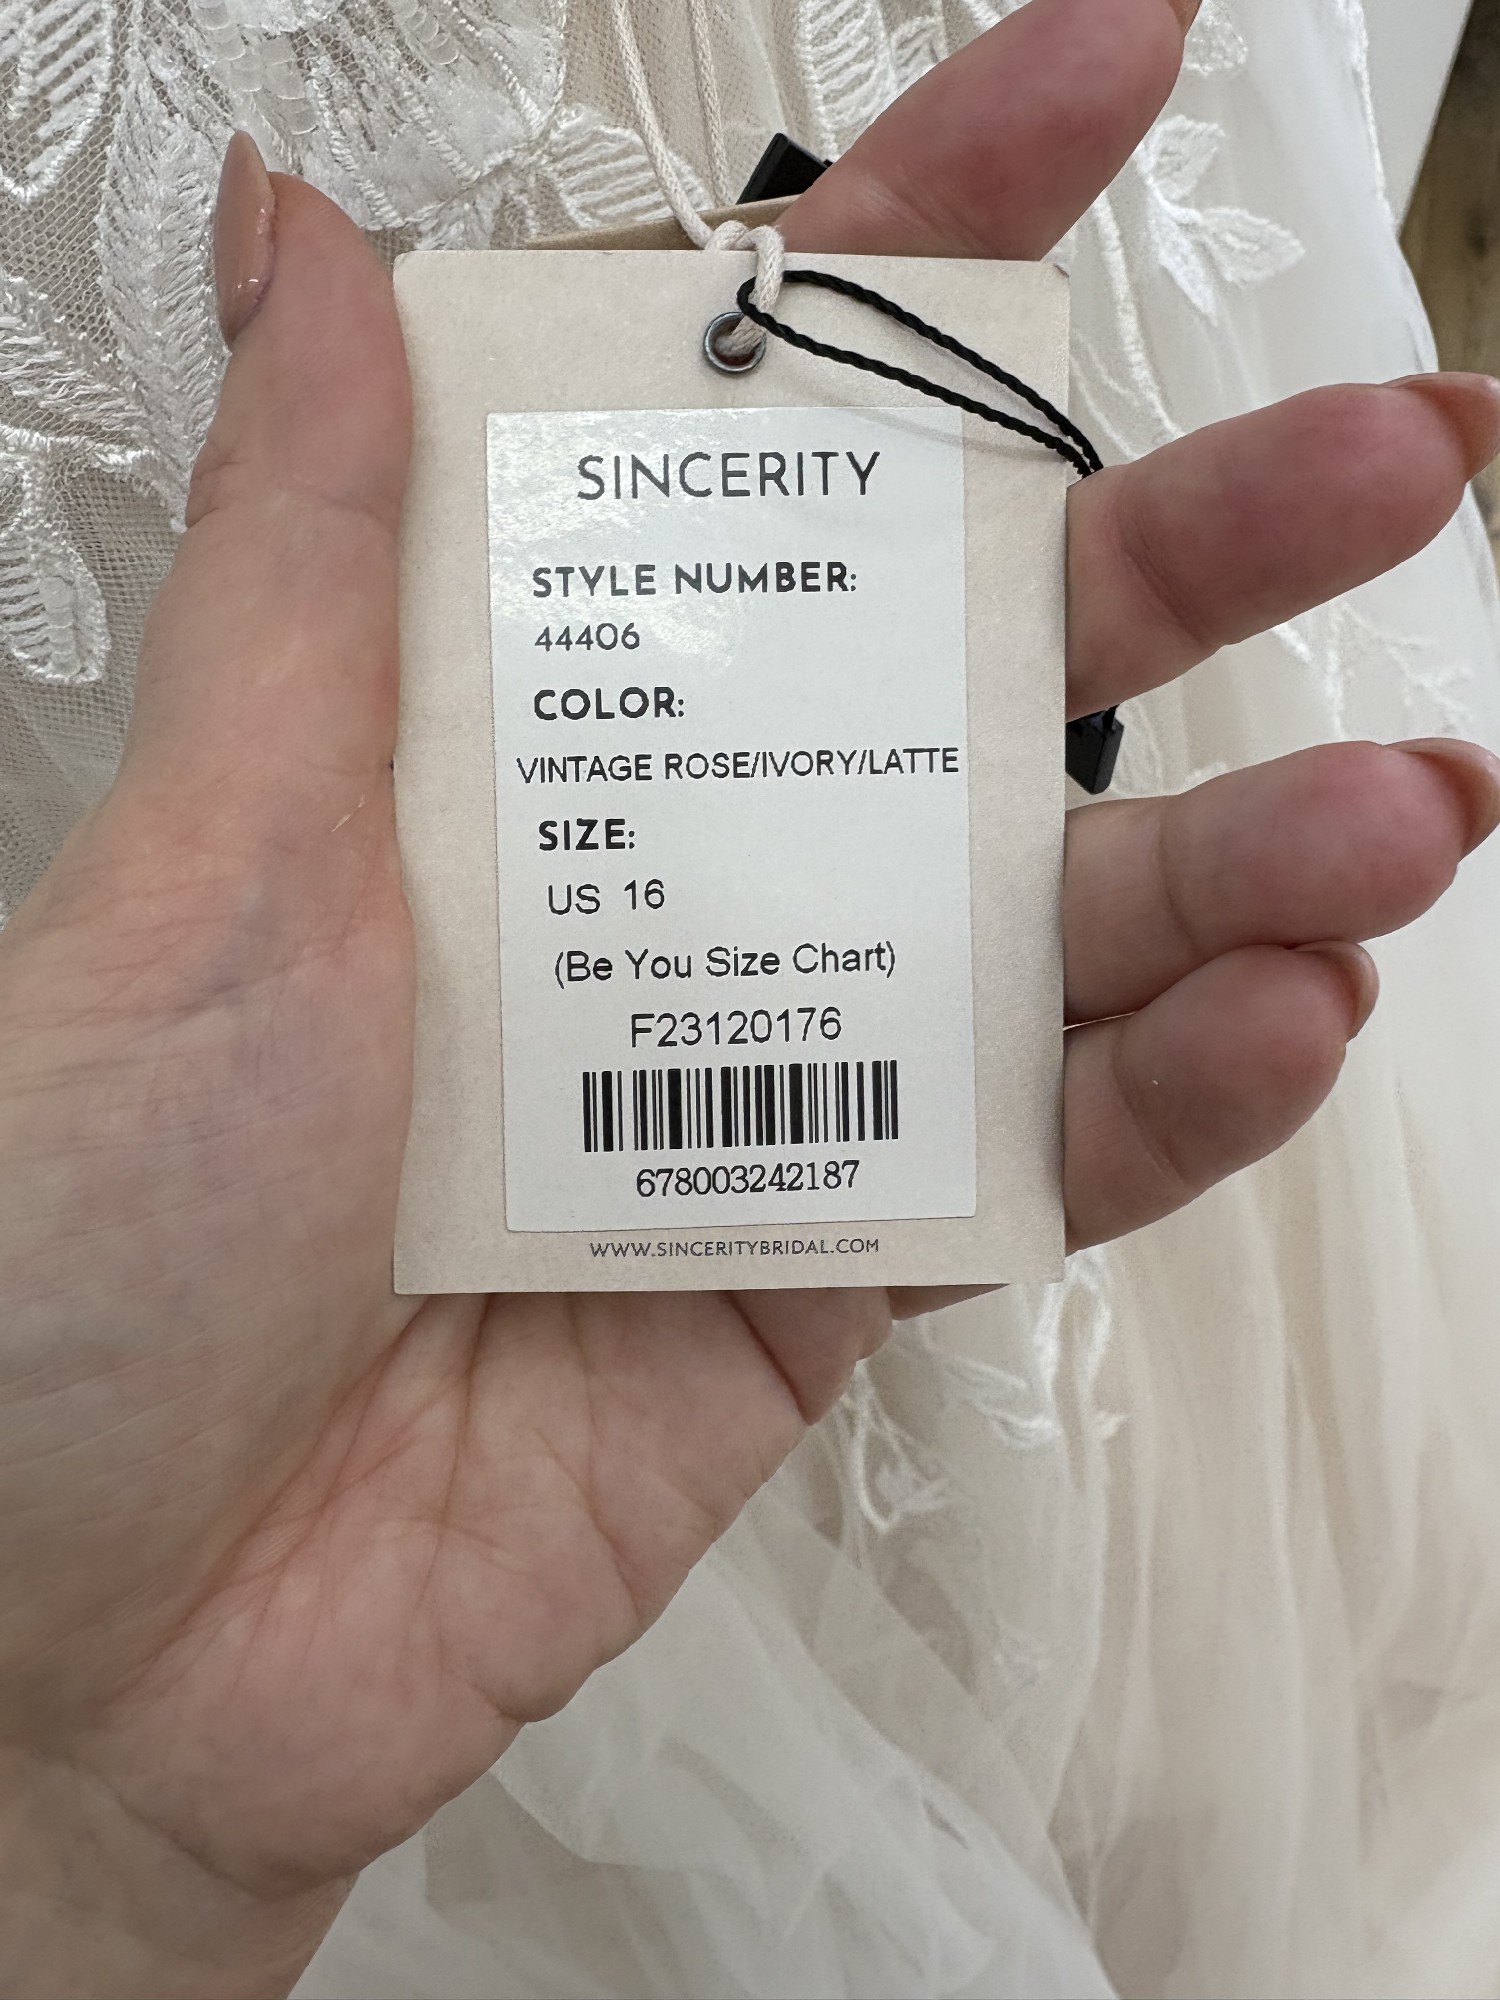 SINCERITY
STYLE NUMBER:
44406
COLOR:
VINTAGE ROSE/IVORY/LATTE
SIZE:
US 16
(Be You Size Chart)
F23120176
678003242187
WWW.SINCERITYBRIDAL.COM